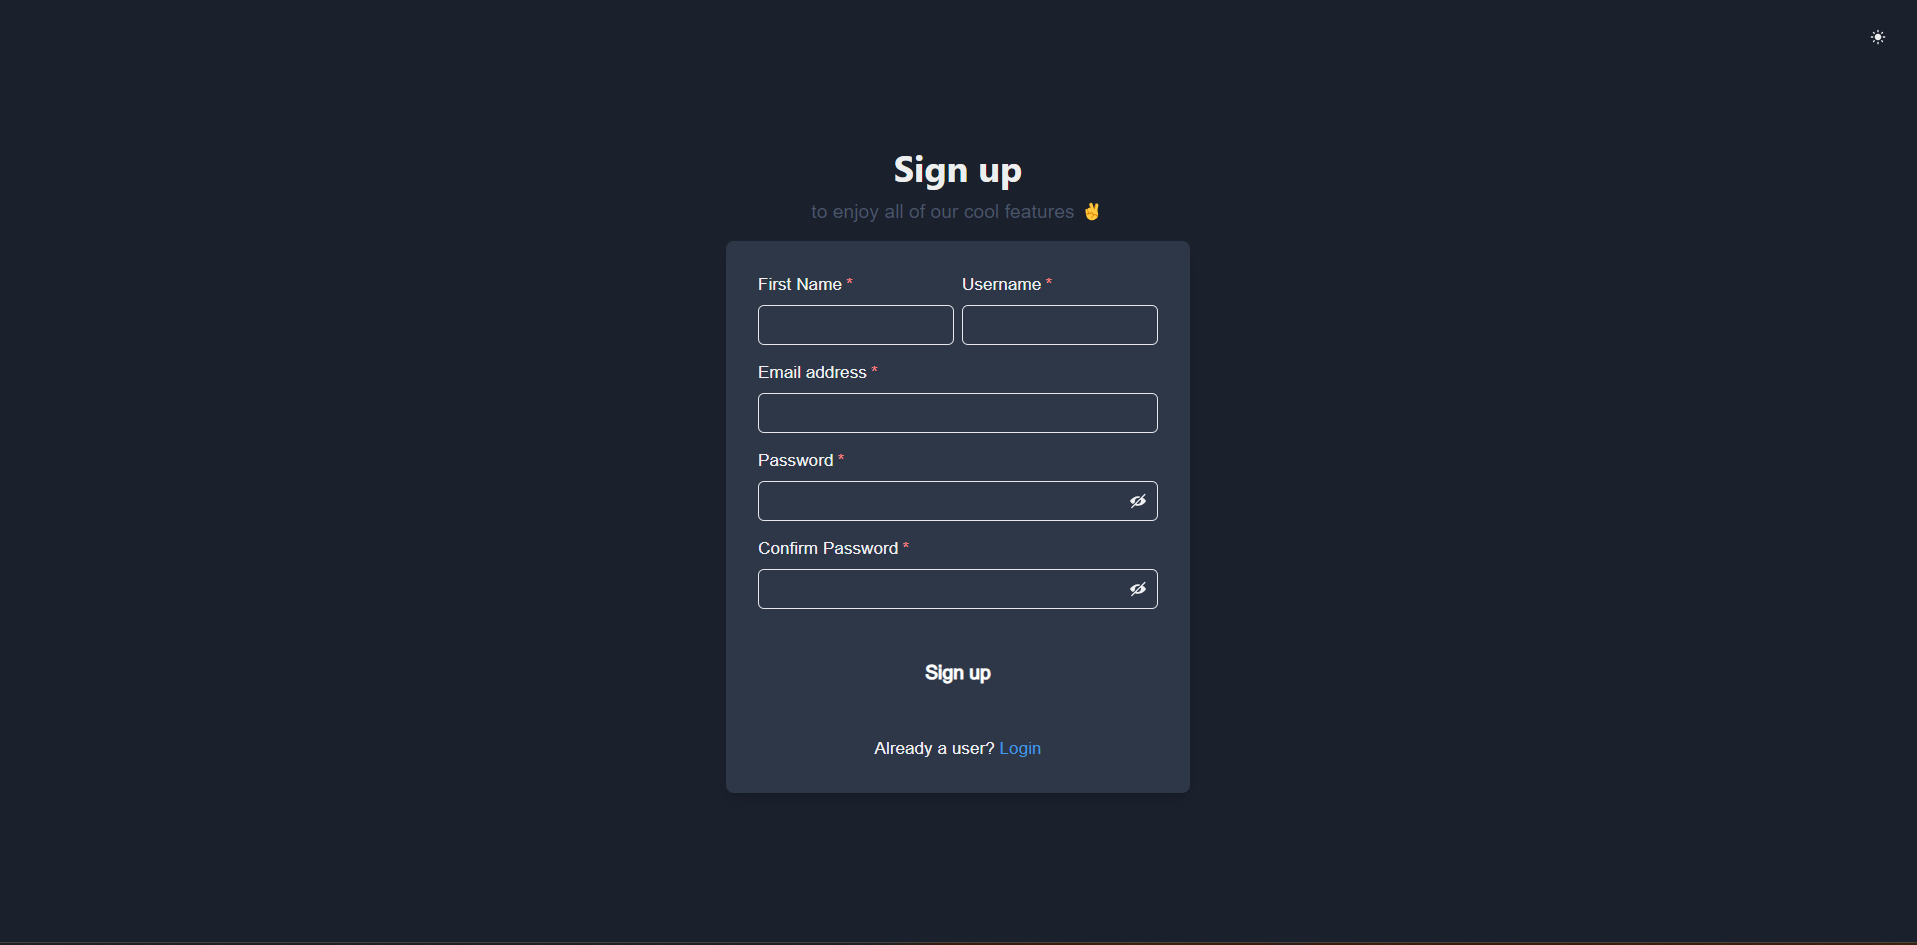 Sign up
to enjoy all of our cool features ✌
First Name * Username *
Email address *
Password *
Confirm Password *
Sign up
Already a user? Login